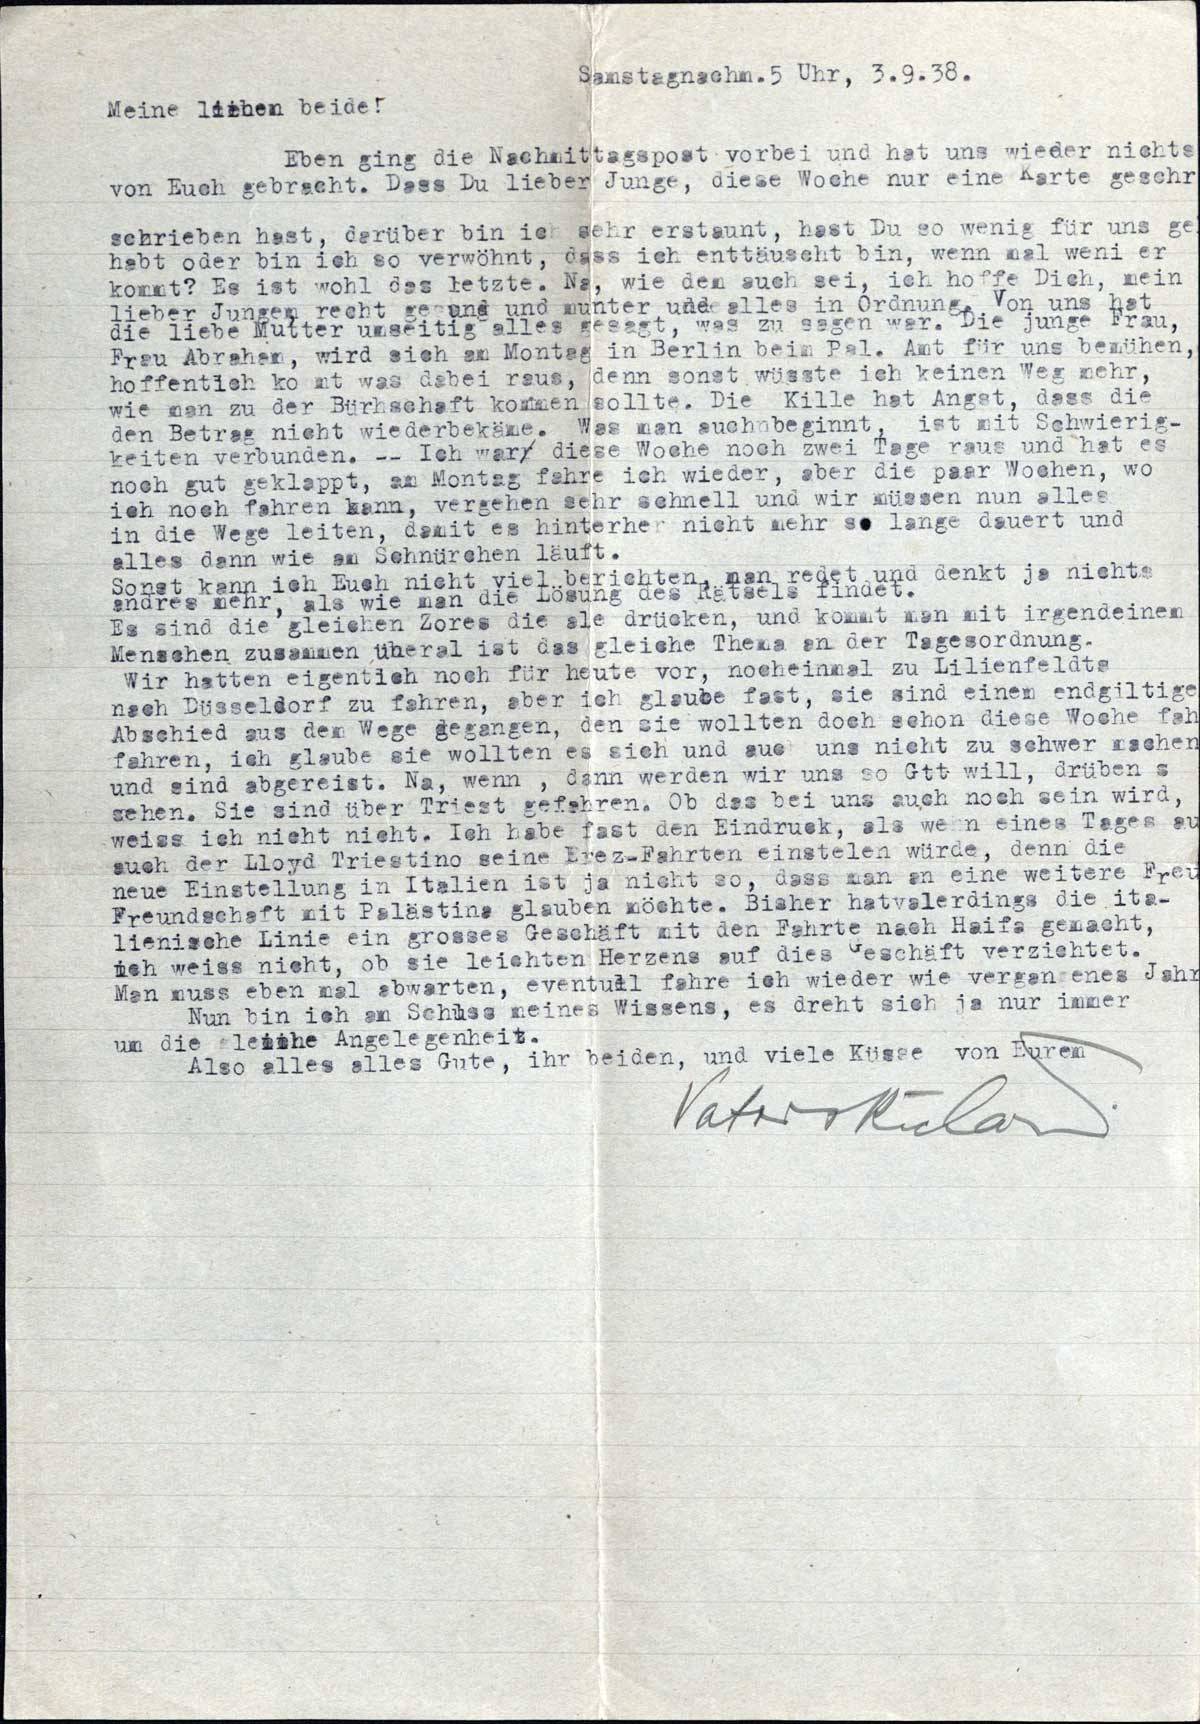 Samstagnachm.5 Uhr, 3.9.38.
Meine lieben beide!
Eben ging die Nachmittagspost vorbei und hat uns wieder nichts
von Euch gebracht. Dass Du lieber Junge, diese Woche nur eine Karte geschr
schrieben hast, darüber bin ich sehr erstaunt, hast Du so wenig für uns ge
habt oder bin ich so verwöhnt, dass ich enttäuscht bin, wenn mal weni er
kommt? Es ist wohl das letzte. Na, wie dem auch sei, ich hoffe Dich, mein
lieber Jungem recht gesund und munter und alles in Ordnung. Von uns hat
die liebe Mutter umseitig alles gesagt, was zu sagen war. Die junge Frau,
Frau Abraham, wird sich am Montag in Berlin beim Pal. Amt für uns bemühen,
hoffentlch ko mt was dabei raus, denn sonst wüsste ich keinen Weg mehr,
wie man zu der Bürhschaft kommen sollte. Die Kille hat Angst, dass die
den Betrag nicht wiederbekäme. Was man auchnbeginnt, ist mit Schwierig-
keiten verbunden. -- Ich war/ diese Woche noch zwei Tage raus und hat es
noch gut geklappt, am Montag fahre ich wieder, aber die paar Wochen, wo
ich noch fahren kann, vergehen sehr schnell und wir müssen nun alles
in die Wege leiten, damit es hinterher nicht mehr so lange dauert und
alles dann wie am Schnürchen läuft.
Sonst kann ich Euch nicht viel berichten, man redet und denkt ja nichts
andres mehr, als wie man die Lösung des Rätsels findet.
Es sind die gleichen Zores die ale drücken, und kommt man mit irgendeinem
Menschen zusammen überal ist das gleiche Thema an der Tagesordnung.
Wir hatten eigentlch noch für heute vor, nocheinmal zu Lilienfeldts
nach Düsseldorf zu fahren, aber ich glaube fast, sie sind einem endgiltige
Abschied aus dem Wege gegangen, den sie wollten doch schon diese Woche fah
fahren, ich glaube sie wollten es sich und auc uns nicht zu schwer machen
und sind abgereist. Na, wenn , dann werden wir uns so Gtt will, drüben s
sehen. Sie sind über Triest gefahren. Ob das bei uns auch noch sein wird,
weiss ich nicht nicht. Ich habe fast den Eindruck, als wenn eines Tages au
auch der Lloyd Triestino seine Erez-Fahrten einstelen würde, denn die
neue Einstellung in Italien ist ja nicht so, dass man an eine weitere Freu
Freundschaft mit Palästina glauben möchte. Bisher hatvalerdings die ita-
lienische Linie ein grosses Geschäft mit den Fahrte nach Haifa gemacht,
ich weiss nicht, ob sie leichten Herzens auf dies Geschäft verzichtet.
Man muss eben mal abwarten, eventull fahre ich wieder wie vergangenes Jahr
Nun bin ich am Schluss meines Wissens, es dreht sich ja nur immer
um die gleiche Angelegenheit.
Also alles alles Gute, ihr beiden, und viele Küsse von Eurem
Vater